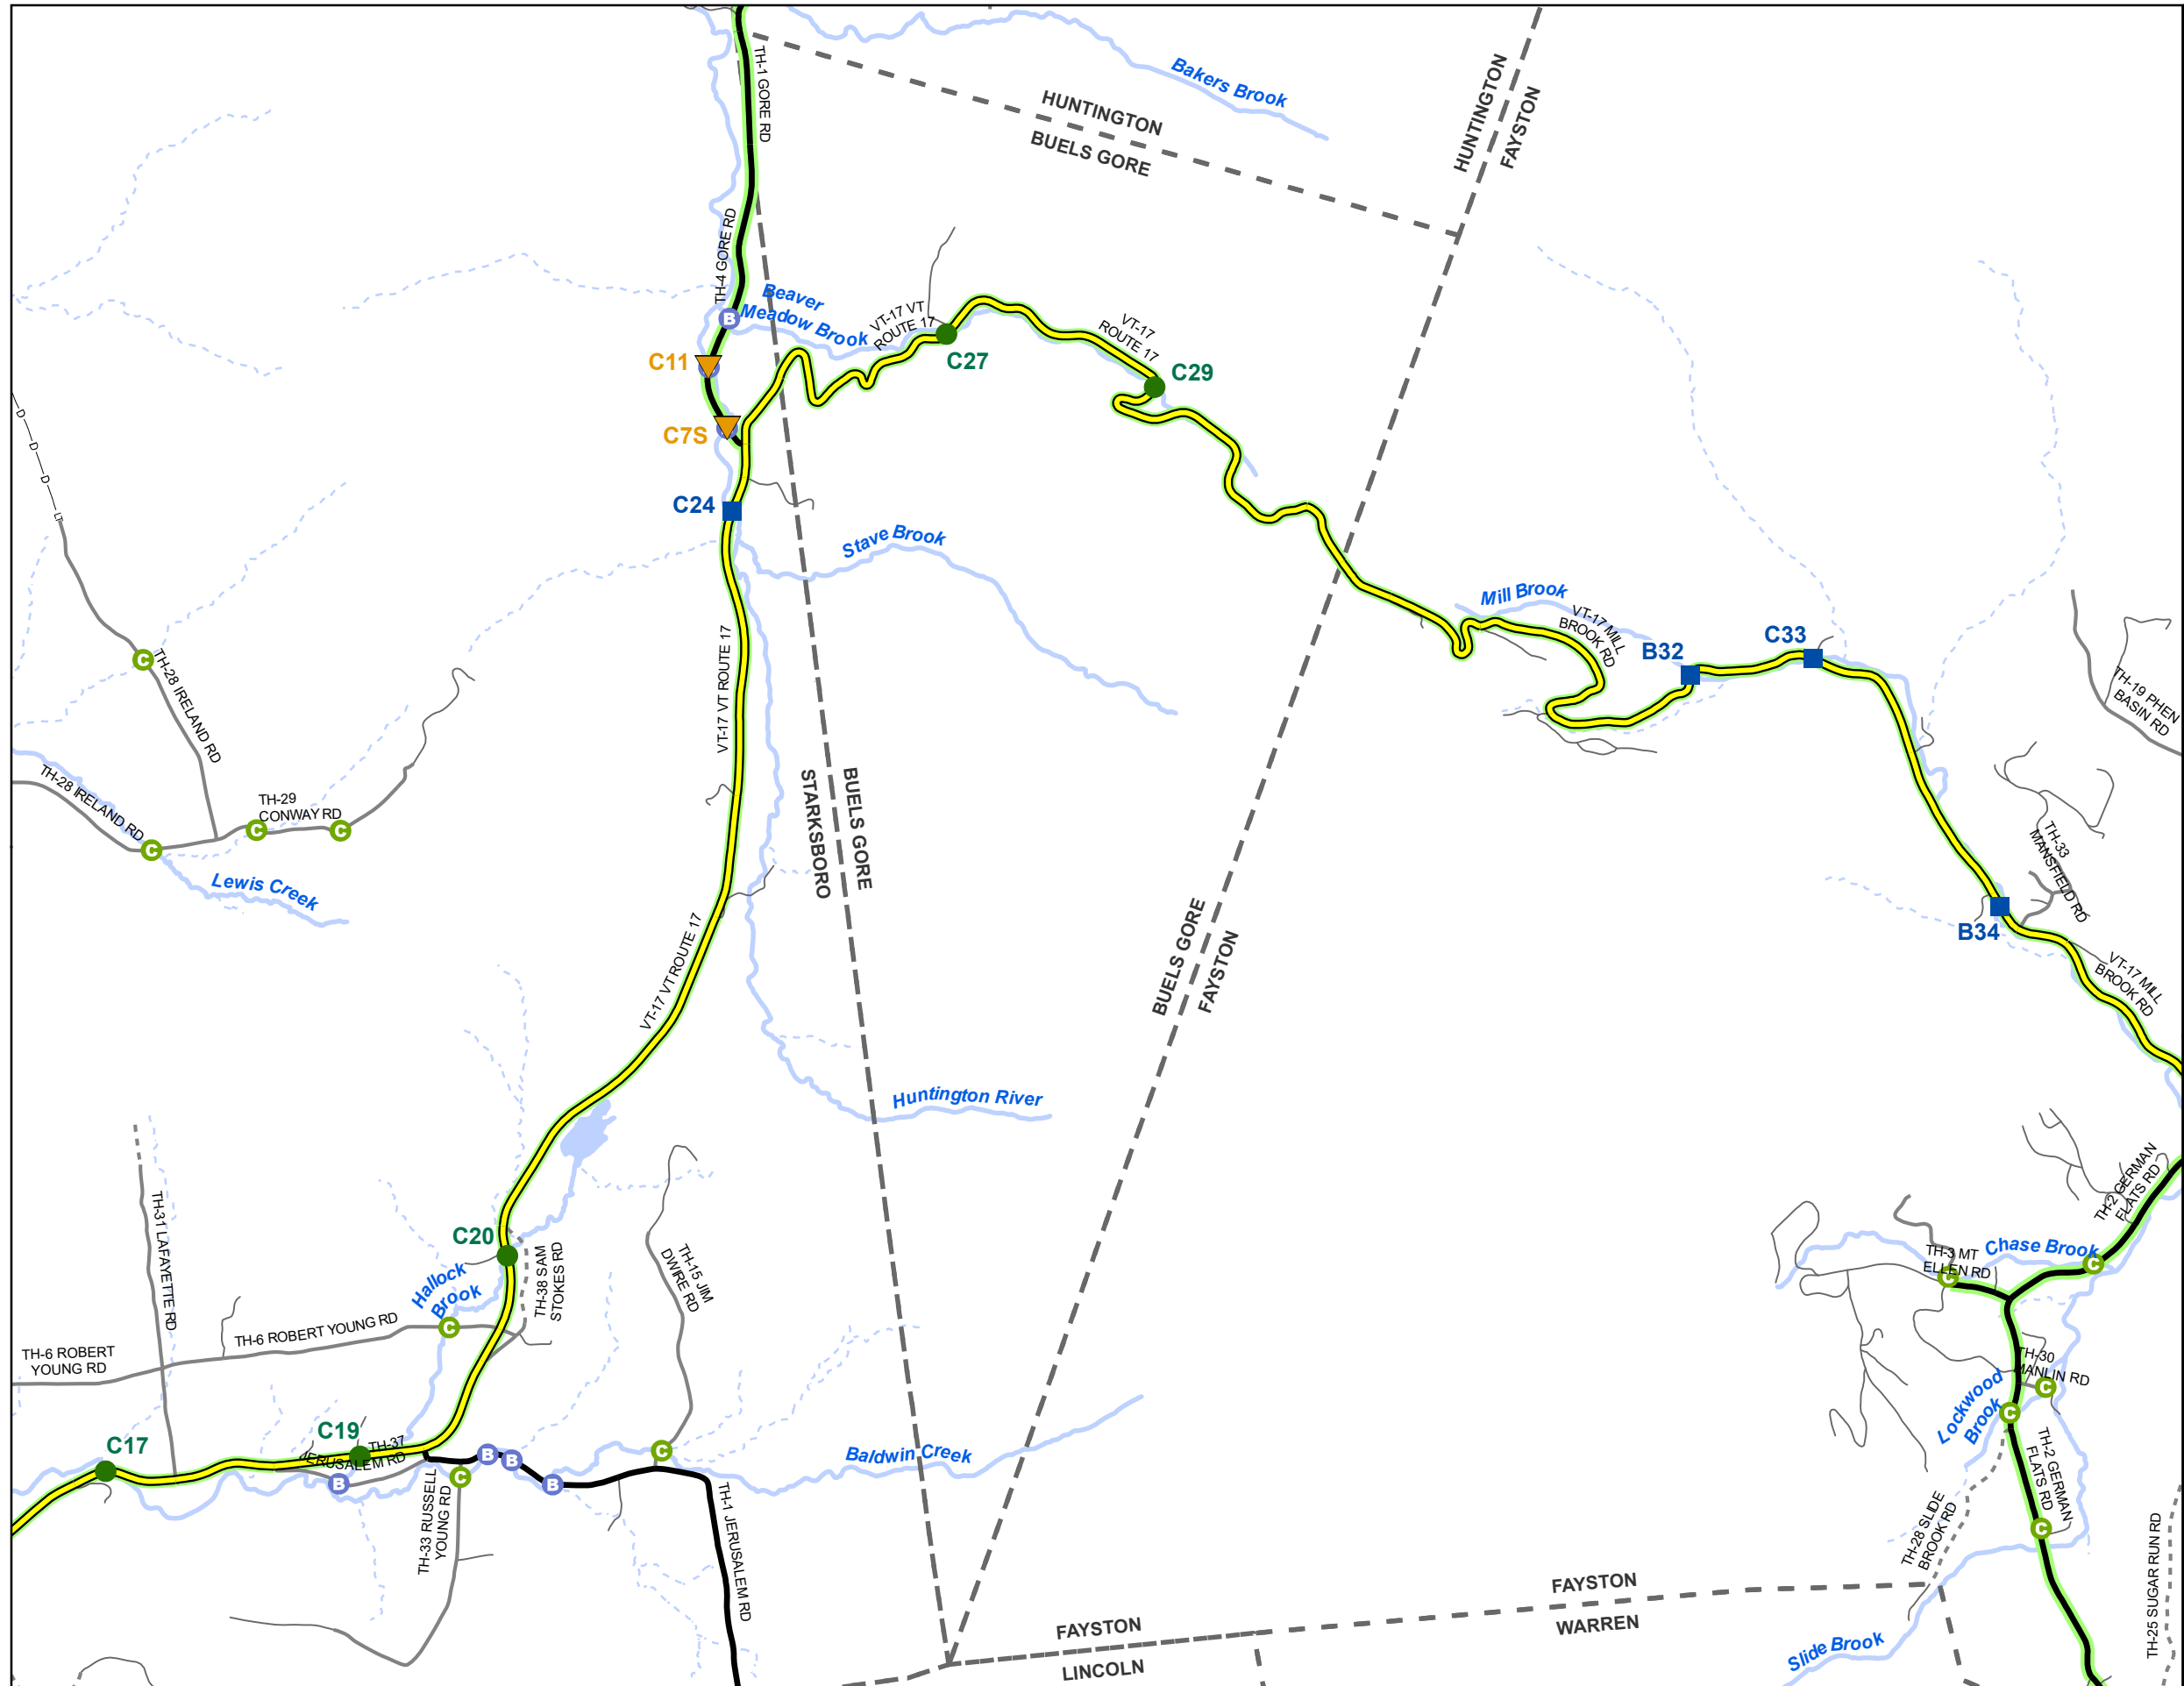 Bakers Brook
TH-1 GORE RD
HUNTINGTON
BUELS GORE
HUNTINGTON
FAYSTON
TH-4 GORE RD
Beaver
Meadow Brook
B
VT-17 VT
ROUTE 17
VT-17
ROUTE 17
C11
C27
C29
C7S
D
D
D
D
LT
C24
Stave Brook
Mill Brook
VT-17 MILL
BROOK RD
B32
C33
C
TH-28 IRELAND RD
VT-17 VT ROUTE 17
TH-19 PHEN
BASIN RD
TH-28 IRELAND RD
TH-29
CONWAY RD
C
C
C
STARKSBORO
BUELS GORE
TH-33
MANSFIELD RD
Lewis Creek
BUELS GORE
FAYSTON
B34
VT-17 VT ROUTE 17
VT-17 MILL
BROOK RD
Huntington River
TH-31 LAFAYETTE RD
TH-2 GERMAN
FLATS RD
C20
TH-38 SAM
STOKES RD
TH-15 JIM
DWIRE RD
Hallock
Brook
TH-3 MT
ELLEN RD
Chase Brook
C
C
TH-6 ROBERT YOUNG RD
C
TH-6 ROBERT
YOUNG RD
TH-30
MANLIN RD
C
Lockwood
Brook
C
C17
C19
TH-37
JERUSALEM RD
B
C
B
B
B
C
Baldwin Creek
TH-33 RUSSELL
YOUNG RD
TH-1 JERUSALEM RD
TH-2 GERMAN
FLATS RD
C
TH-28 SLIDE
BROOK RD
TH-25 SUGAR RUN RD
FAYSTON
WARREN
FAYSTON
LINCOLN
Slide Brook